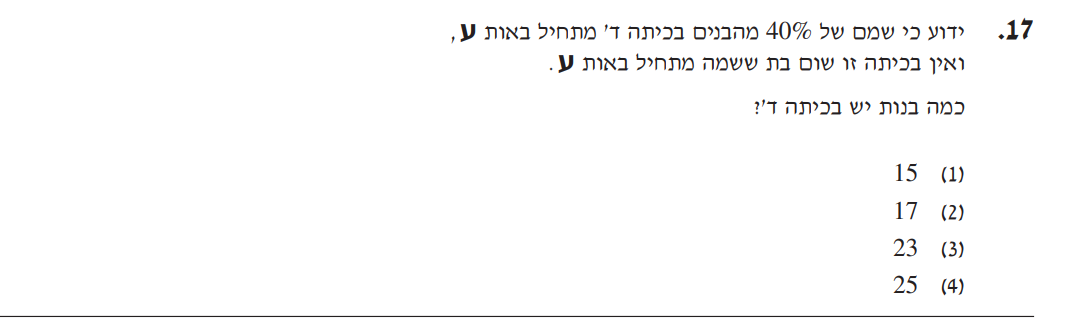 17. ידוע כי שמם של 40% מהבנים בכיתה ד' מתחיל באות ע,
ואין בכיתה זו שום בת ששמה מתחיל באות ע.
כמה בנות יש בכיתה ד'?
(1) 15
(2) 17
(3) 23
(4) 25